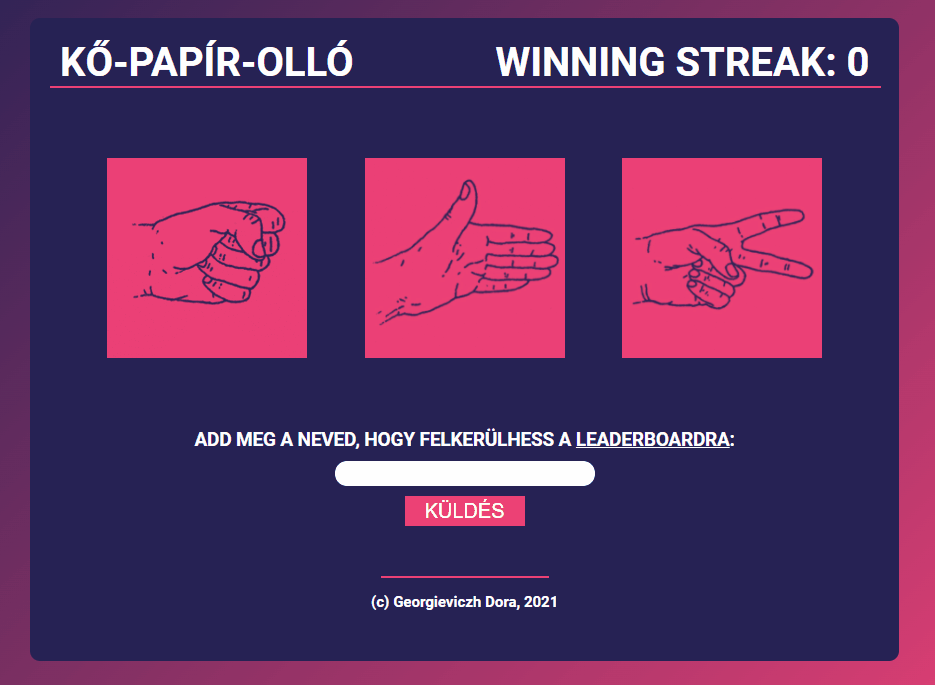 KŐ-PAPÍR-OLLÓ
WINNING STREAK: 0
ADD MEG A NEVED, HOGY FELKERÜLHESS A LEADERBOARDRA:
KÜLDÉS
(c) Georgieviczh Dora, 2021